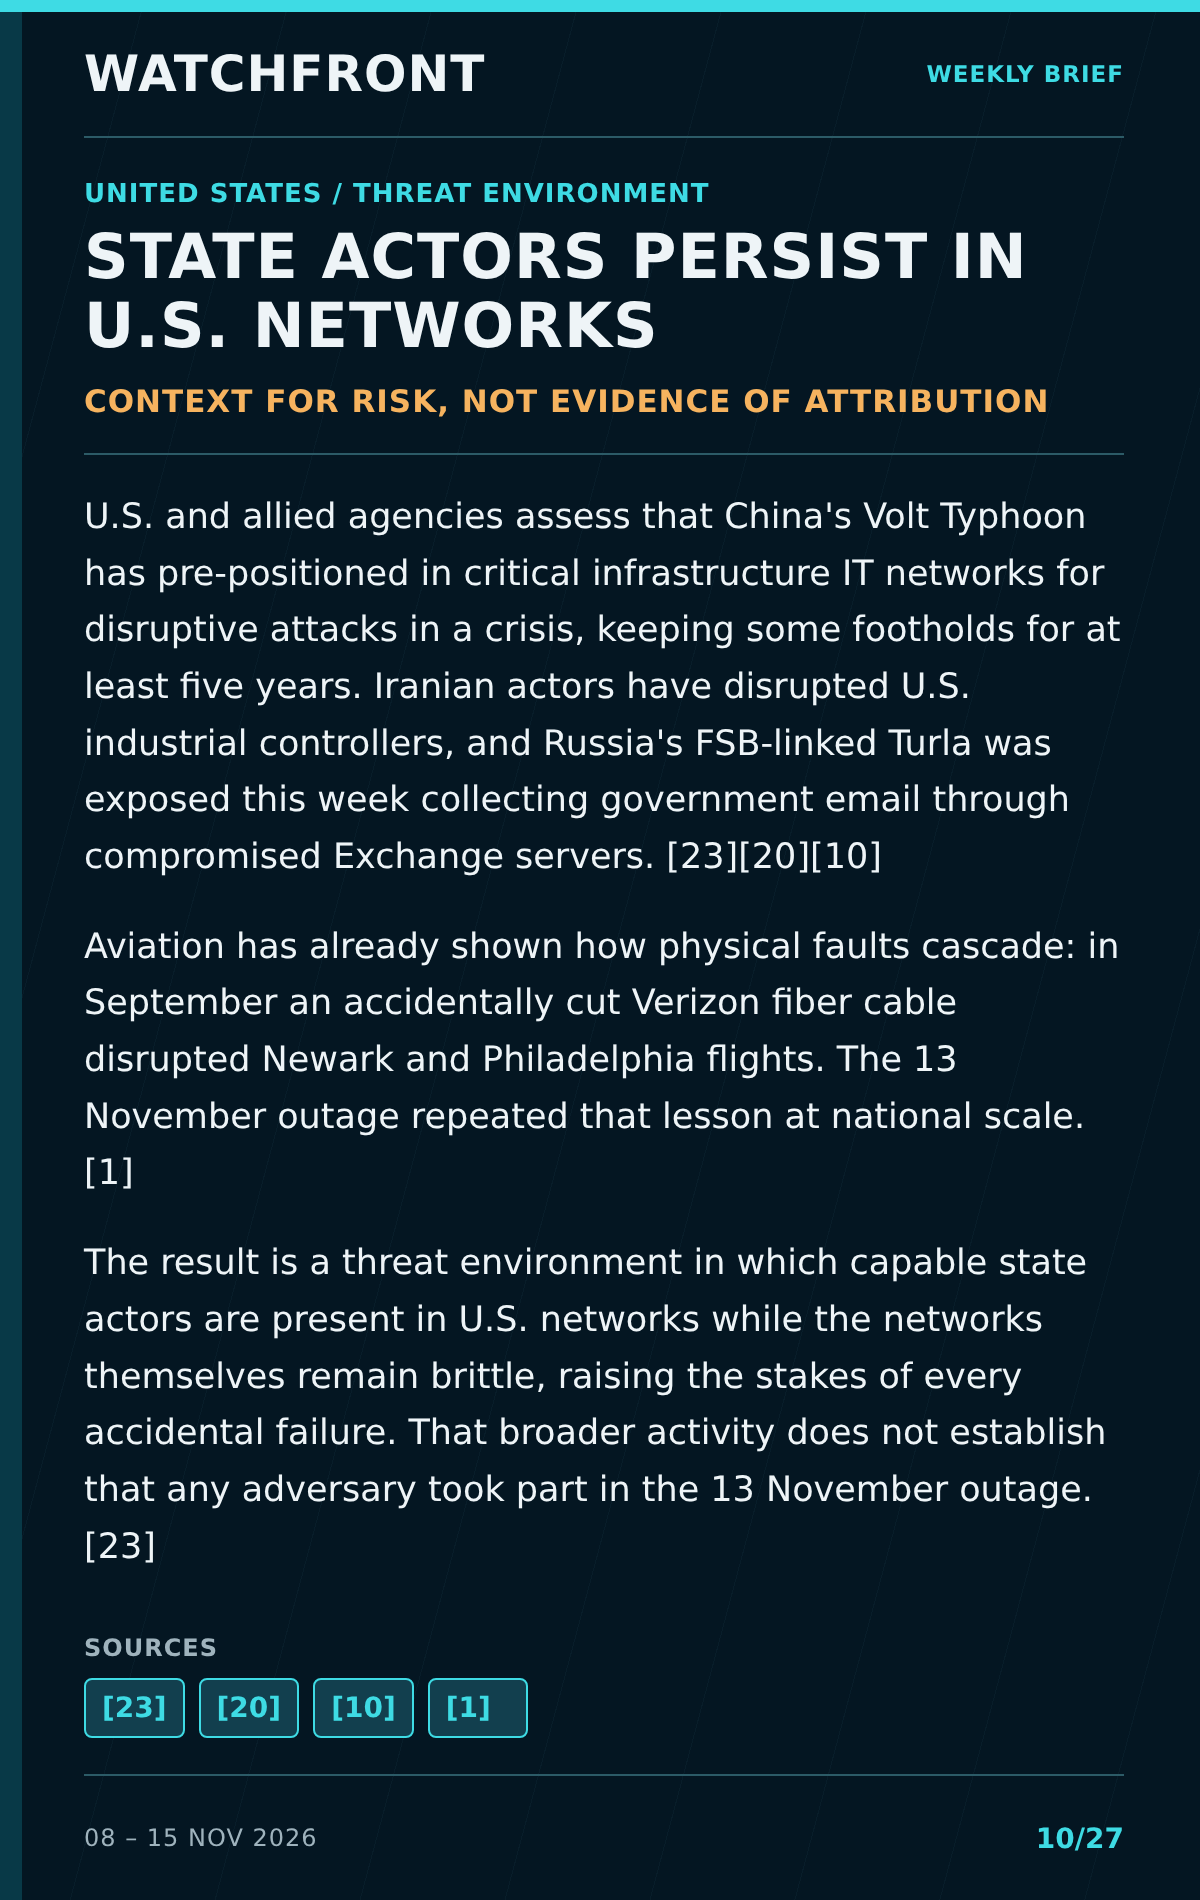 WATCHFRONT
WEEKLY BRIEF
UNITED STATES / THREAT ENVIRONMENT
STATE ACTORS PERSIST IN
U.S. NETWORKS
CONTEXT FOR RISK, NOT EVIDENCE OF ATTRIBUTION
U.S. and allied agencies assess that China's Volt Typhoon
has pre-positioned in critical infrastructure IT networks for
disruptive attacks in a crisis, keeping some footholds for at
least five years. Iranian actors have disrupted U.S.
industrial controllers, and Russia's FSB-linked Turla was
exposed this week collecting government email through
compromised Exchange servers. [23][20][10]
Aviation has already shown how physical faults cascade: in
September an accidentally cut Verizon fiber cable
disrupted Newark and Philadelphia flights. The 13
November outage repeated that lesson at national scale.
[1]
The result is a threat environment in which capable state
actors are present in U.S. networks while the networks
themselves remain brittle, raising the stakes of every
accidental failure. That broader activity does not establish
that any adversary took part in the 13 November outage.
[23]
SOURCES
[23] [20] [10] [1]
08 – 15 NOV 2026
10/27